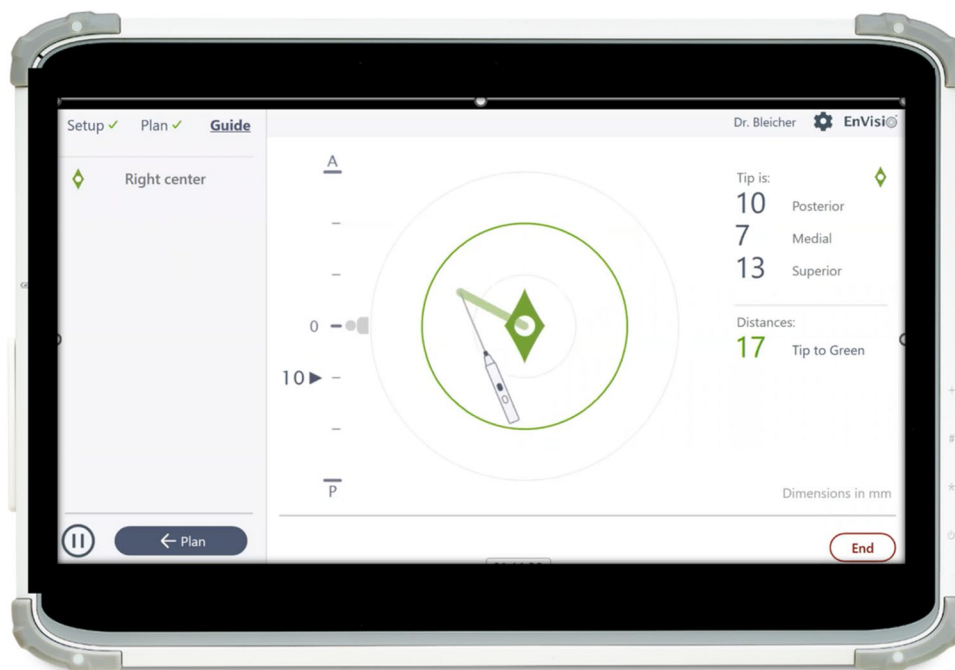 Setup ✓ Plan ✓ Guide
Dr. Bleicher EnVisio
Right center
A
0
10
P
Tip is:
10 Posterior
7 Medial
13 Superior
Distances:
17 Tip to Green
Dimensions in mm
← Plan
End